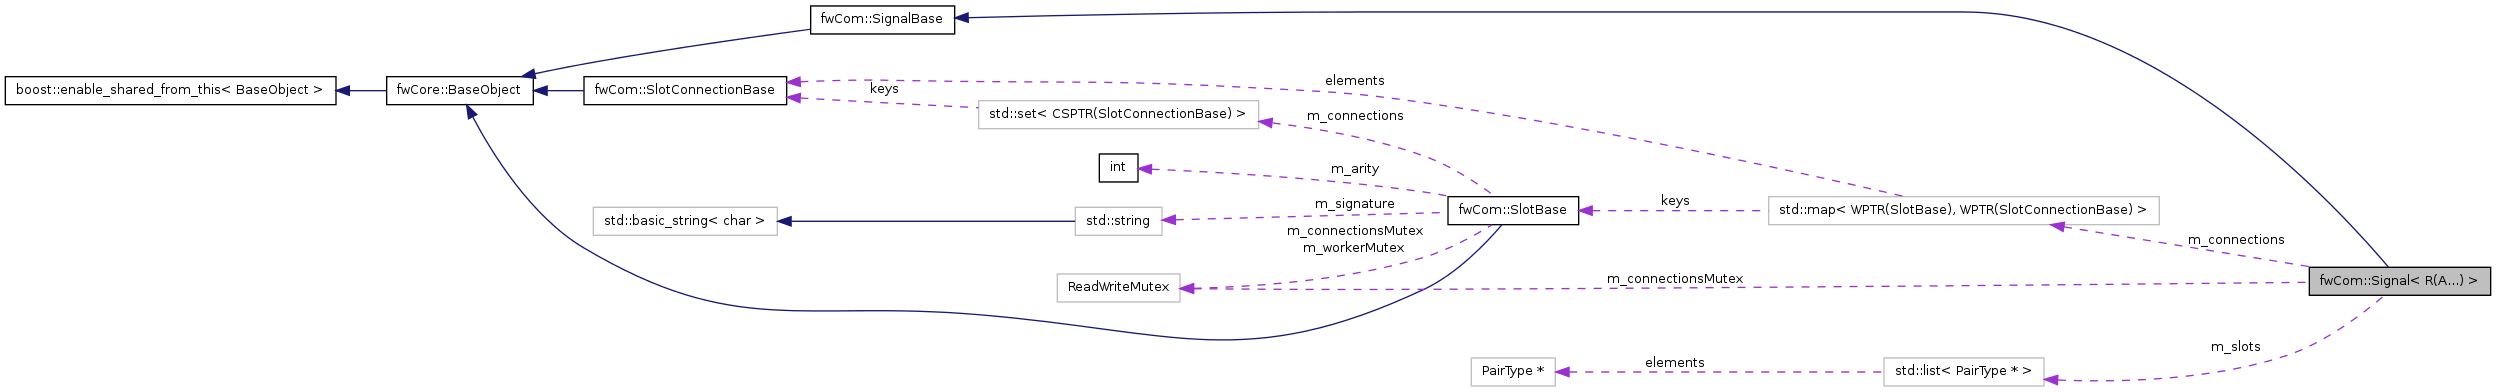 fwCom::SignalBase
boost::enable_shared_from_this< BaseObject >
fwCore::BaseObject
fwCom::SlotConnectionBase
elements
keys
std::set< CSPTR(SlotConnectionBase) >
m_connections
int
m_arity
std::basic_string< char >
std::string
m_signature
fwCom::SlotBase
keys
std::map< WPTR(SlotBase), WPTR(SlotConnectionBase) >
m_connectionsMutex
m_workerMutex
m_connections
ReadWriteMutex
m_connectionsMutex
fwCom::Signal< R(A...) >
m_slots
PairType *
elements
std::list< PairType * >